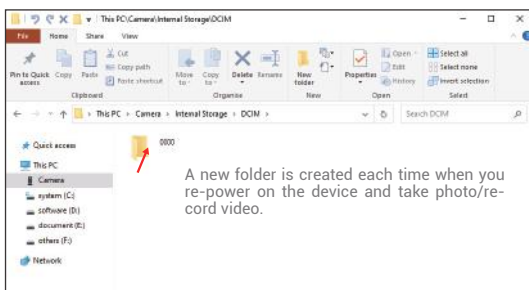 This PC\Camera\Internal Storage\DCIM
File Home Share View
Pin to Quick access
Copy
Paste
Cut
Copy path
Paste shortcut
Clipboard
Move to
Copy to
Delete
Rename
Organise
New folder
New
Properties
Open
Edit
History
Open
Select all
Select none
Invert selection
Select
This PC > Camera > Internal Storage > DCIM >
Search DCIM
Quick access
This PC
Camera
system (C:)
software (D:)
document (E:)
others (F:)
Network
0000
A new folder is created each time when you
re-power on the device and take photo/re-
cord video.